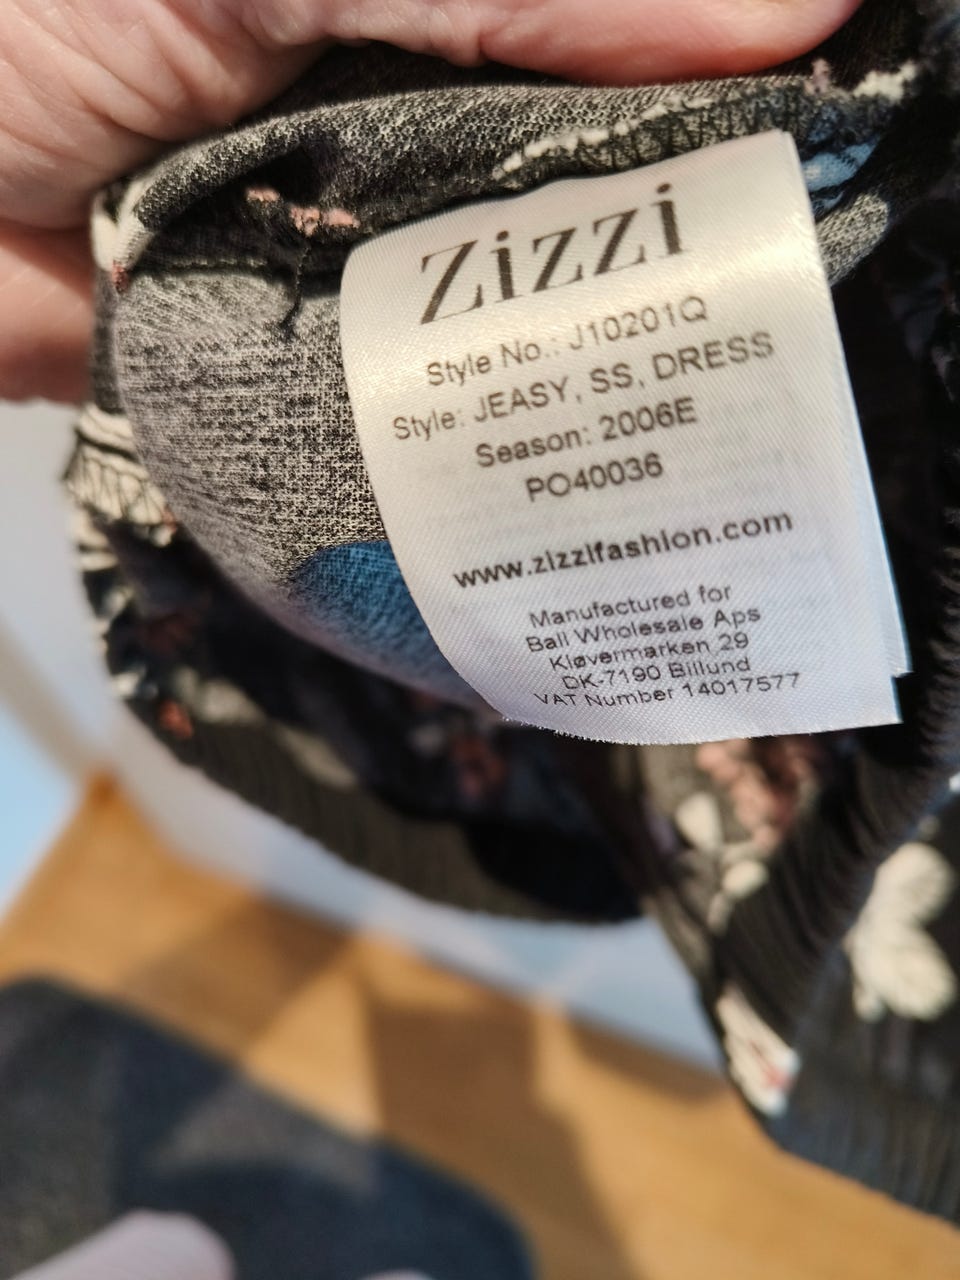 Zizzi
Style No.: J10201Q
Style: JEASY, SS, DRESS
Season: 2006E
PO40036
www.zizzifashion.com
Manufactured for
Ball Wholesale Aps
Kløvermarken 29
DK-7190 Billund
VAT Number 14017577